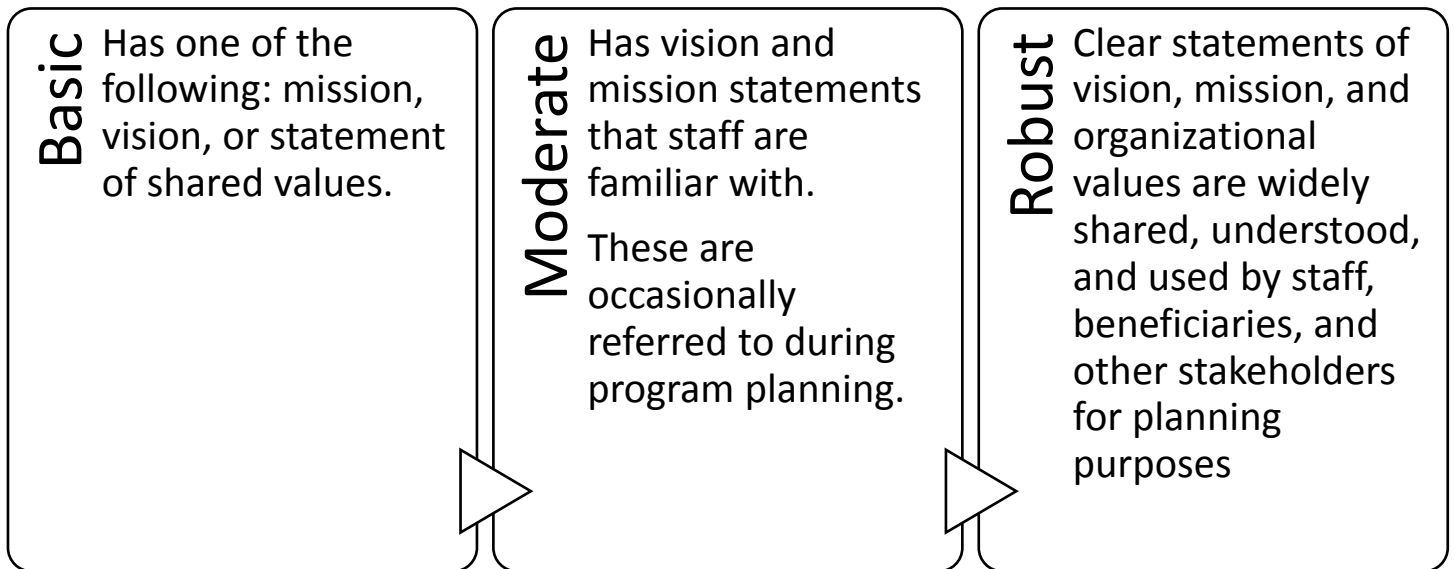 Basic
Has one of the
following: mission,
vision, or statement
of shared values.
Moderate
Has vision and
mission statements
that staff are
familiar with.
These are
occasionally
referred to during
program planning.
Robust
Clear statements of
vision, mission, and
organizational
values are widely
shared, understood,
and used by staff,
beneficiaries, and
other stakeholders
for planning
purposes